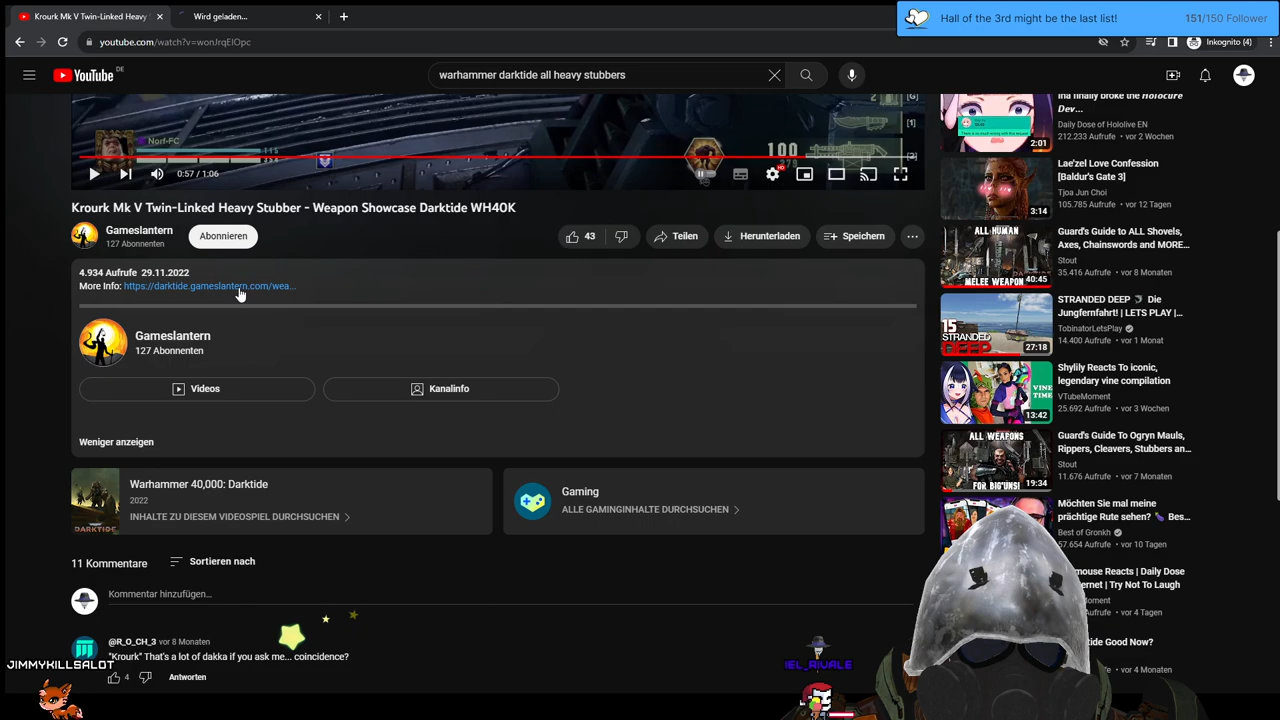 Krourk Mk V Twin-Linked Heavy
Wird geladen...
Hall of the 3rd might be the last list!
151/150 Follower
youtube.com/watch?v=wonJrqEIOpc
Inkognito (4)
YouTube DE
warhammer darktide all heavy stubbers
Norf-FC
115
100
[G]
[1]
[2]
0:57 / 1:06
HD
Krourk Mk V Twin-Linked Heavy Stubber - Weapon Showcase Darktide WH40K
Gameslantern
127 Abonnenten
Abonnieren
43
Teilen
Herunterladen
Speichern
4.934 Aufrufe 29.11.2022
More Info: https://darktide.gameslantern.com/wea...
Gameslantern
127 Abonnenten
Videos
Kanalinfo
Weniger anzeigen
Warhammer 40,000: Darktide
2022
INHALTE ZU DIESEM VIDEOSPIEL DURCHSUCHEN
DARKTIDE
Gaming
ALLE GAMINGINHALTE DURCHSUCHEN
11 Kommentare
Sortieren nach
Kommentar hinzufügen...
@R_O_CH_3 vor 8 Monaten
"Krourk" That's a lot of dakka if you ask me... coincidence?
4
Antworten
JIMMYKILLSALOT
IEL_RIVALE
Ina finally broke the Holocure
Dev...
Daily Dose of Hololive EN
212.233 Aufrufe • vor 2 Wochen
2:01
Lae'zel Love Confession
[Baldur's Gate 3]
Tjoa Jun Choi
105.785 Aufrufe • vor 12 Tagen
3:14
Guard's Guide to ALL Shovels,
Axes, Chainswords and MORE...
Stout
35.416 Aufrufe • vor 8 Monaten
ALL HUMAN
MELEE WEAPON
40:45
STRANDED DEEP Die
Jungfernfahrt! | LETS PLAY |...
TobinatorLetsPlay
14.400 Aufrufe • vor 1 Monat
15
STRANDED
DEEP
27:18
Shylily Reacts To iconic,
legendary vine compilation
VTubeMoment
25.692 Aufrufe • vor 3 Wochen
VINE
TIME
13:42
Guard's Guide To Ogryn Mauls,
Rippers, Cleavers, Stubbers an...
Stout
11.676 Aufrufe • vor 7 Monaten
ALL WEAPONS
FOR BIG'UNS!
19:34
Möchten Sie mal meine
prächtige Rute sehen? Bes...
Best of Gronkh
57.654 Aufrufe • vor 10 Tagen
mouse Reacts | Daily Dose
ernet | Try Not To Laugh
Moment
vor 4 Tagen
tide Good Now?
vor 4 Monaten